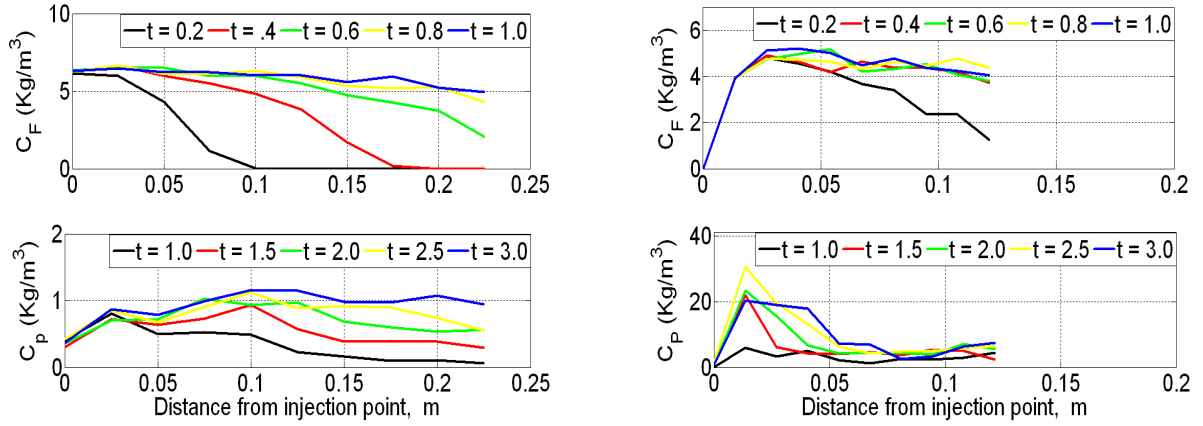 t = 0.2 t = .4 t = 0.6 t = 0.8 t = 1.0
C_F (Kg/m³)
10
5
0
0 0.05 0.1 0.15 0.2 0.25
t = 0.2 t = 0.4 t = 0.6 t = 0.8 t = 1.0
C_F (Kg/m³)
6
4
2
0
0 0.05 0.1 0.15 0.2
t = 1.0 t = 1.5 t = 2.0 t = 2.5 t = 3.0
C_p (Kg/m³)
2
1
0
0 0.05 0.1 0.15 0.2 0.25
Distance from injection point, m
t = 1.0 t = 1.5 t = 2.0 t = 2.5 t = 3.0
C_P (Kg/m³)
40
20
0
0 0.05 0.1 0.15 0.2
Distance from injection point, m